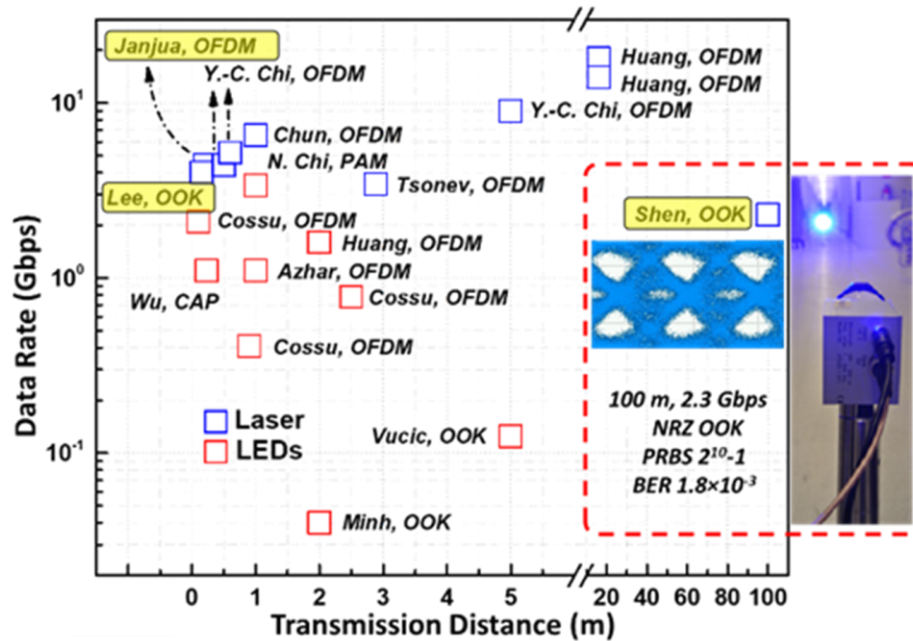 Janjua, OFDM
Y.-C. Chi, OFDM
Huang, OFDM
Huang, OFDM
Y.-C. Chi, OFDM
Chun, OFDM
N. Chi, PAM
Tsonev, OFDM
Lee, OOK
Shen, OOK
Cossu, OFDM
Huang, OFDM
Azhar, OFDM
Wu, CAP
Cossu, OFDM
Cossu, OFDM
Laser
LEDs
Vucic, OOK
Minh, OOK
100 m, 2.3 Gbps
NRZ OOK
PRBS 2¹⁰-1
BER 1.8×10⁻³
Data Rate (Gbps)
10¹
10⁰
10⁻¹
0 1 2 3 4 5 20 40 60 80 100
Transmission Distance (m)